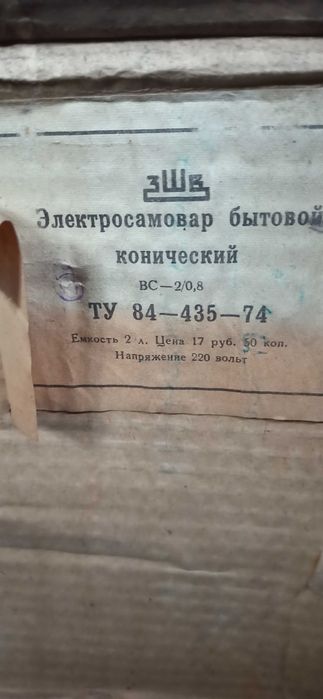 ЗШВ
Электросамовар бытовой
конический
ВС—2/0,8
ТУ 84—435—74
Емкость 2 л. Цена 17 руб. 50 коп.
Напряжение 220 вольт